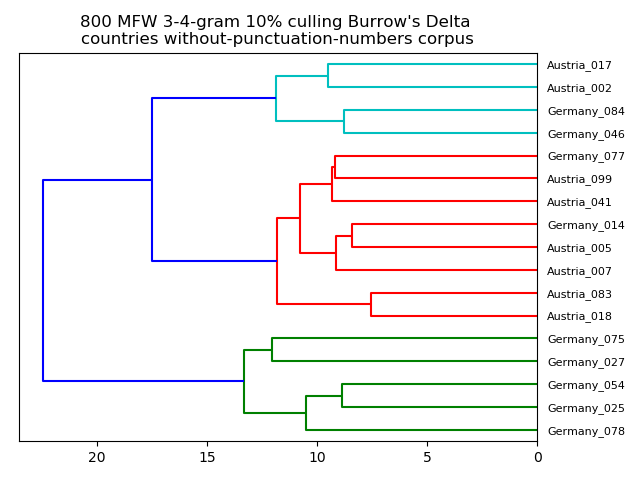 800 MFW 3-4-gram 10% culling Burrow's Delta
countries without-punctuation-numbers corpus
Austria_017
Austria_002
Germany_084
Germany_046
Germany_077
Austria_099
Austria_041
Germany_014
Austria_005
Austria_007
Austria_083
Austria_018
Germany_075
Germany_027
Germany_054
Germany_025
Germany_078
20 15 10 5 0